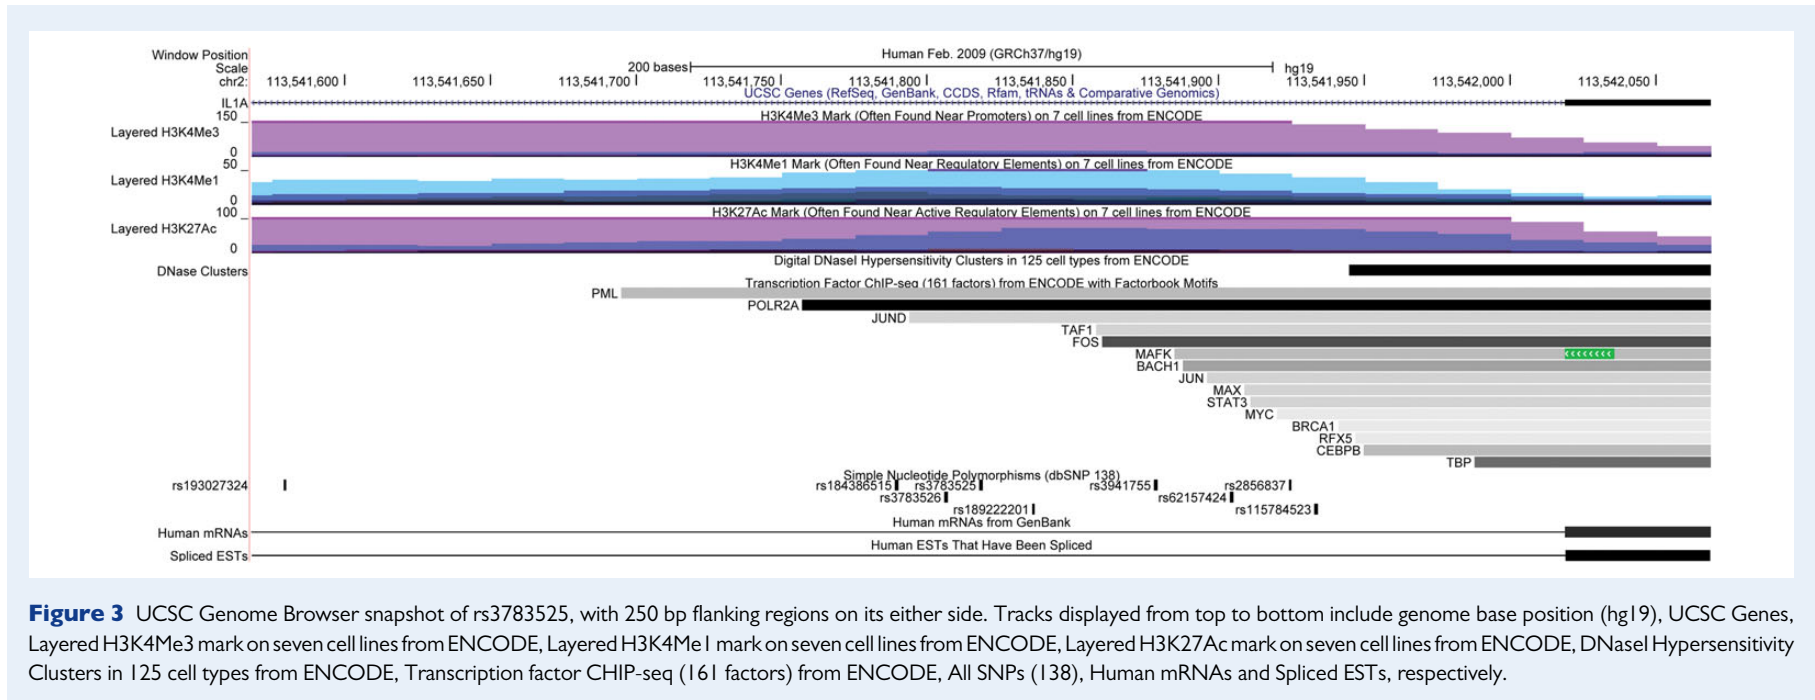 Window Position Human Feb. 2009 (GRCh37/hg19)
Scale 200 bases hg19
chr2: 113,541,600 113,541,650 113,541,700 113,541,750 113,541,800 113,541,850 113,541,900 113,541,950 113,542,000 113,542,050
UCSC Genes (RefSeq, GenBank, CCDS, Rfam, tRNAs & Comparative Genomics)
IL1A
H3K4Me3 Mark (Often Found Near Promoters) on 7 cell lines from ENCODE
150
Layered H3K4Me3
0
H3K4Me1 Mark (Often Found Near Regulatory Elements) on 7 cell lines from ENCODE
50
Layered H3K4Me1
0
H3K27Ac Mark (Often Found Near Active Regulatory Elements) on 7 cell lines from ENCODE
100
Layered H3K27Ac
0
Digital DNaseI Hypersensitivity Clusters in 125 cell types from ENCODE
DNase Clusters
Transcription Factor ChIP-seq (161 factors) from ENCODE with Factorbook Motifs
PML
POLR2A
JUND
TAF1
FOS
MAFK
BACH1
JUN
MAX
STAT3
MYC
BRCA1
RFX5
CEBPB
TBP
Simple Nucleotide Polymorphisms (dbSNP 138)
rs193027324 rs184386515 rs3783525 rs3941755 rs2856837
rs3783526 rs62157424
rs189222201 rs115784523
Human mRNAs from GenBank
Human mRNAs
Human ESTs That Have Been Spliced
Spliced ESTs
Figure 3 UCSC Genome Browser snapshot of rs3783525, with 250 bp flanking regions on its either side. Tracks displayed from top to bottom include genome base position (hg19), UCSC Genes,
Layered H3K4Me3 mark on seven cell lines from ENCODE, Layered H3K4Me1 mark on seven cell lines from ENCODE, Layered H3K27Ac mark on seven cell lines from ENCODE, DNaseI Hypersensitivity
Clusters in 125 cell types from ENCODE, Transcription factor CHIP-seq (161 factors) from ENCODE, All SNPs (138), Human mRNAs and Spliced ESTs, respectively.